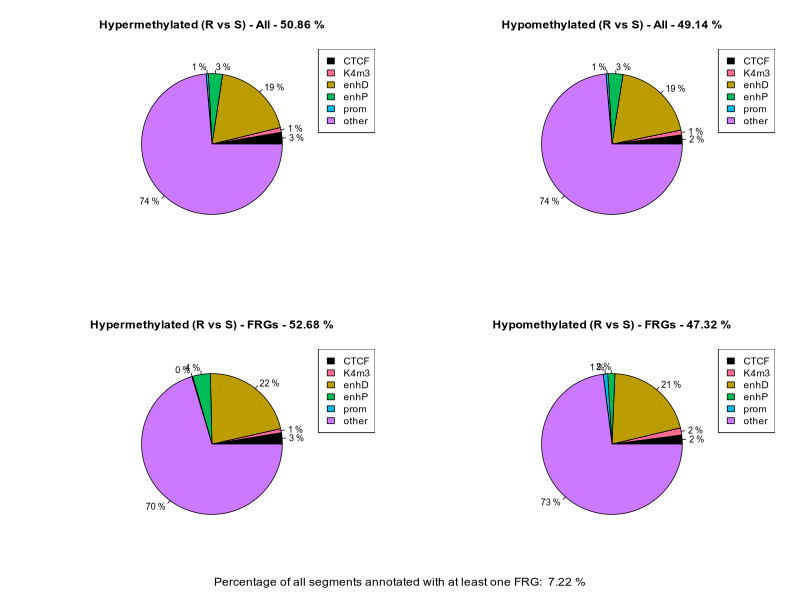 Hypermethylated (R vs S) - All - 50.86 %
1 %
3 %
19 %
1 %
3 %
74 %
CTCF
K4m3
enhD
enhP
prom
other
Hypomethylated (R vs S) - All - 49.14 %
1 %
3 %
19 %
1 %
2 %
74 %
CTCF
K4m3
enhD
enhP
prom
other
Hypermethylated (R vs S) - FRGs - 52.68 %
0 %
4 %
22 %
1 %
3 %
70 %
CTCF
K4m3
enhD
enhP
prom
other
Hypomethylated (R vs S) - FRGs - 47.32 %
21 %
2 %
2 %
73 %
CTCF
K4m3
enhD
enhP
prom
other
Percentage of all segments annotated with at least one FRG: 7.22 %